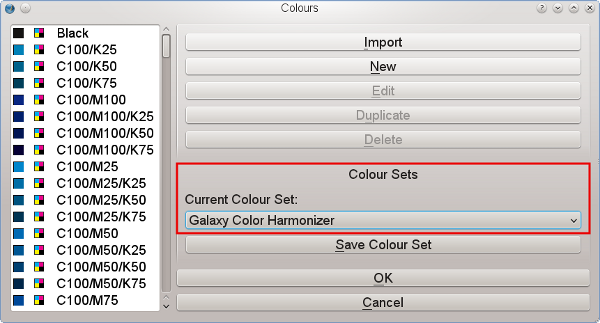 Colours
Black
C100/K25
C100/K50
C100/K75
C100/M100
C100/M100/K25
C100/M100/K50
C100/M100/K75
C100/M25
C100/M25/K25
C100/M25/K50
C100/M25/K75
C100/M50
C100/M50/K25
C100/M50/K50
C100/M50/K75
C100/M75
Import
New
Edit
Duplicate
Delete
Colour Sets
Current Colour Set:
Galaxy Color Harmonizer
Save Colour Set
OK
Cancel